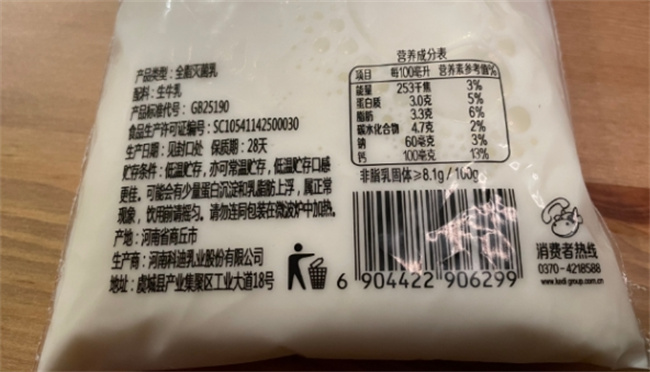 产品类型：全脂灭菌乳
配料：生牛乳
产品标准代号：GB25190
食品生产许可证编号：SC10541142500030
生产日期：见封口处 保质期：28天
贮存条件：低温贮存，亦可常温贮存，低温贮存口感
更佳。可能会有少量蛋白沉淀和乳脂肪上浮，属正常
现象，饮用前请摇匀。请勿连同包装在微波炉中加热。
产地：河南省商丘市
生产商：河南科迪乳业股份有限公司
地址：虞城县产业集聚区工业大道18号
营养成分表
项目 每100毫升 营养素参考值%
能量 253千焦 3%
蛋白质 3.0克 5%
脂肪 3.3克 6%
碳水化合物 4.7克 2%
钠 60毫克 3%
钙 100毫克 13%
非脂乳固体≥8.1g/100g
6 904422 906299
消费者热线
0370-4218588
www.kedi-group.com.cn